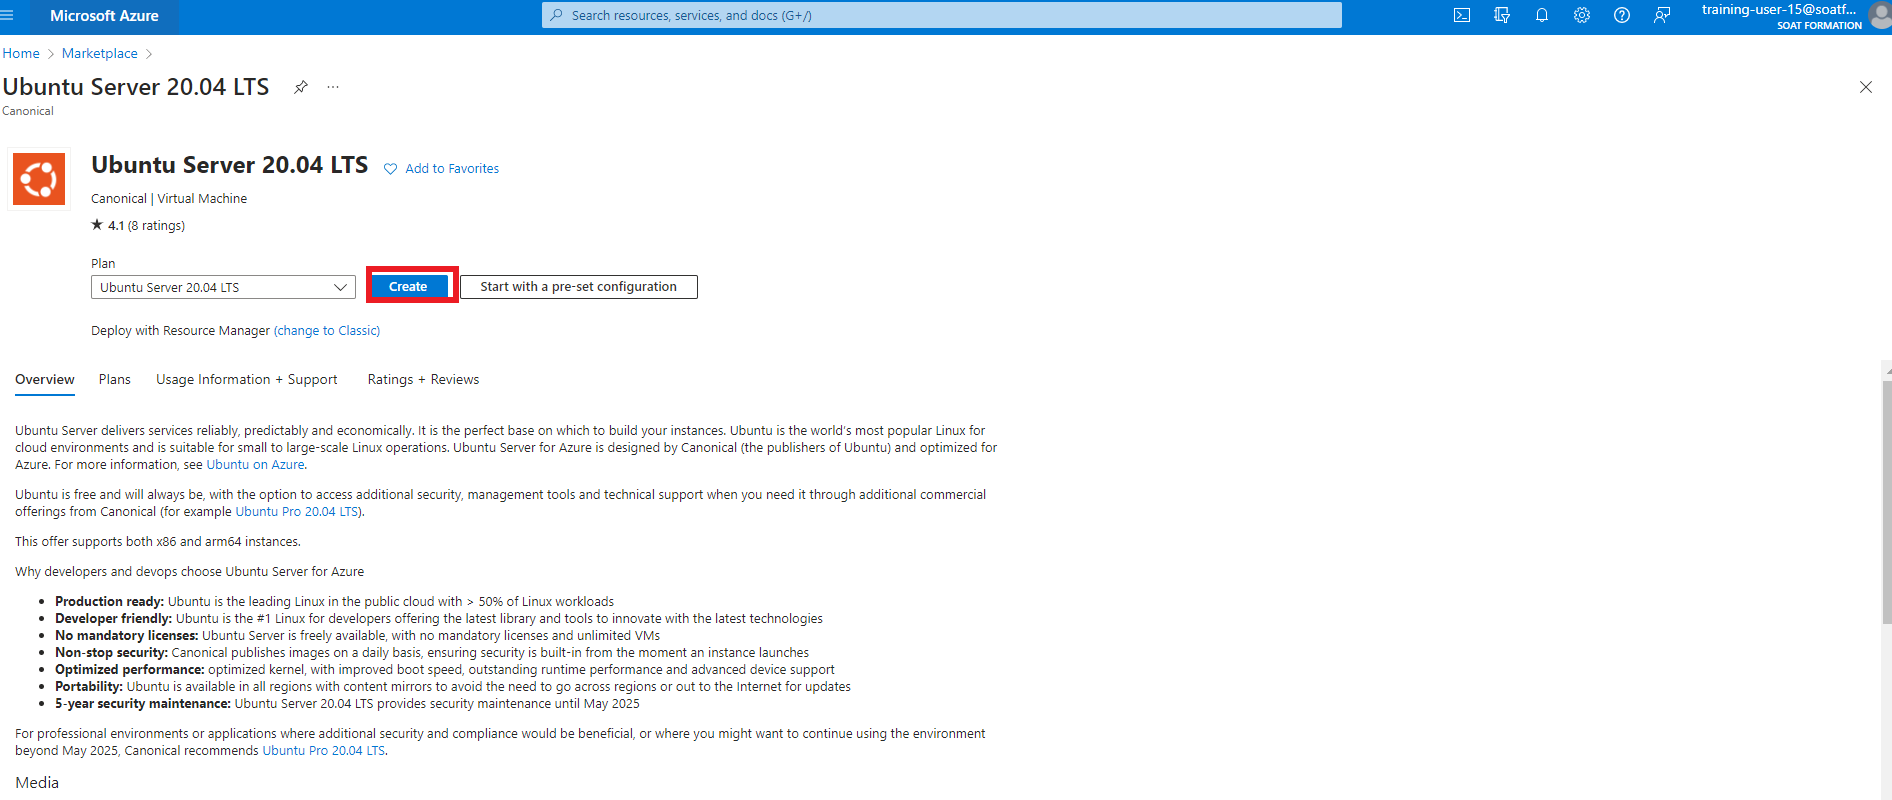 Microsoft Azure
Search resources, services, and docs (G+/)
training-user-15@soatf...
SOAT FORMATION
Home > Marketplace >
Ubuntu Server 20.04 LTS
...
Canonical
Ubuntu Server 20.04 LTS
Add to Favorites
Canonical | Virtual Machine
★ 4.1 (8 ratings)
Plan
Ubuntu Server 20.04 LTS
Create
Start with a pre-set configuration
Deploy with Resource Manager (change to Classic)
Overview
Plans
Usage Information + Support
Ratings + Reviews
Ubuntu Server delivers services reliably, predictably and economically. It is the perfect base on which to build your instances. Ubuntu is the world's most popular Linux for
cloud environments and is suitable for small to large-scale Linux operations. Ubuntu Server for Azure is designed by Canonical (the publishers of Ubuntu) and optimized for
Azure. For more information, see Ubuntu on Azure.
Ubuntu is free and will always be, with the option to access additional security, management tools and technical support when you need it through additional commercial
offerings from Canonical (for example Ubuntu Pro 20.04 LTS).
This offer supports both x86 and arm64 instances.
Why developers and devops choose Ubuntu Server for Azure
• Production ready: Ubuntu is the leading Linux in the public cloud with > 50% of Linux workloads
• Developer friendly: Ubuntu is the #1 Linux for developers offering the latest library and tools to innovate with the latest technologies
• No mandatory licenses: Ubuntu Server is freely available, with no mandatory licenses and unlimited VMs
• Non-stop security: Canonical publishes images on a daily basis, ensuring security is built-in from the moment an instance launches
• Optimized performance: optimized kernel, with improved boot speed, outstanding runtime performance and advanced device support
• Portability: Ubuntu is available in all regions with content mirrors to avoid the need to go across regions or out to the Internet for updates
• 5-year security maintenance: Ubuntu Server 20.04 LTS provides security maintenance until May 2025
For professional environments or applications where additional security and compliance would be beneficial, or where you might want to continue using the environment
beyond May 2025, Canonical recommends Ubuntu Pro 20.04 LTS.
Media